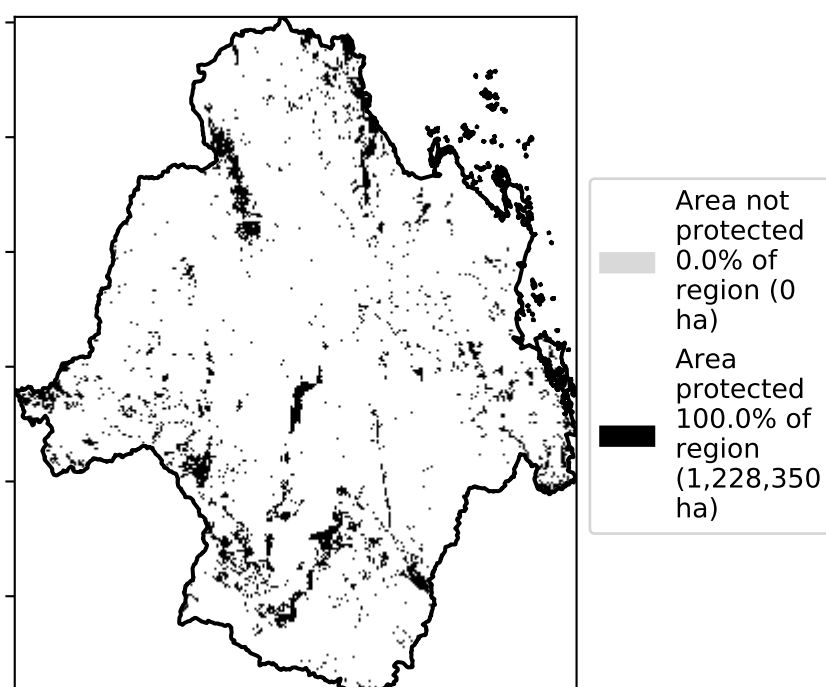 Area not
protected
0.0% of
region (0
ha)
Area
protected
100.0% of
region
(1,228,350
ha)